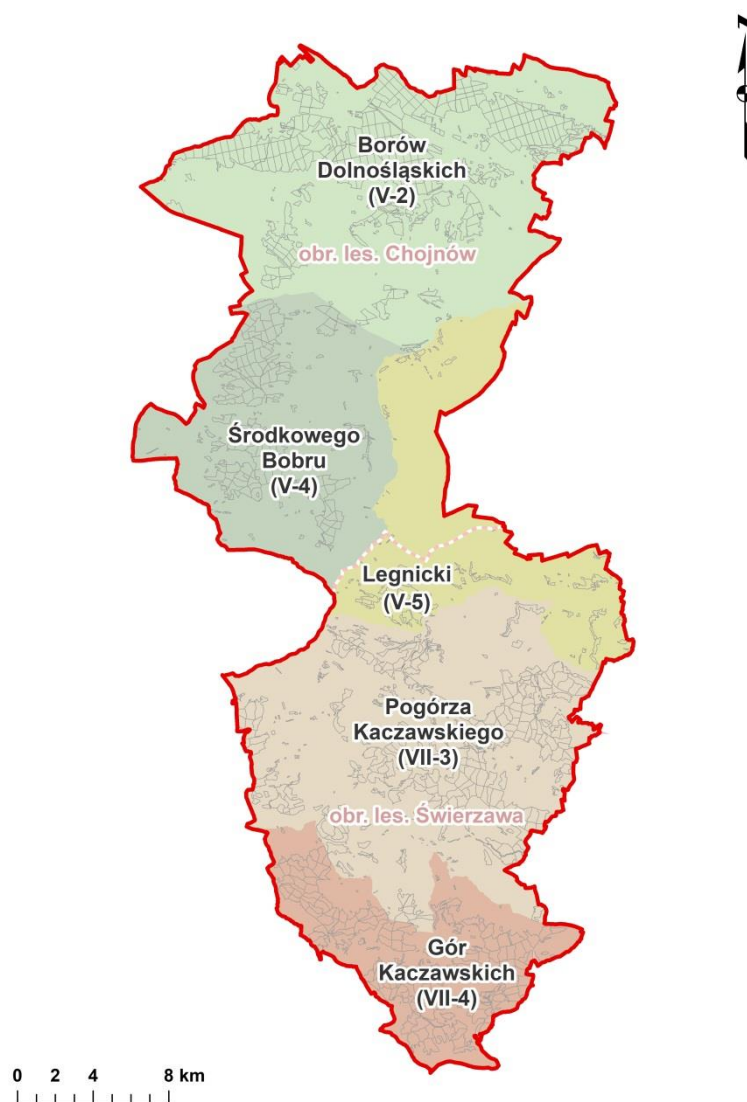 Borów
Dolnośląskich
(V-2)
obr. les. Chojnów
Środkowego
Bobru
(V-4)
Legnicki
(V-5)
Pogórza
Kaczawskiego
(VII-3)
obr. les. Świerzawa
Gór
Kaczawskich
(VII-4)
0 2 4 8 km